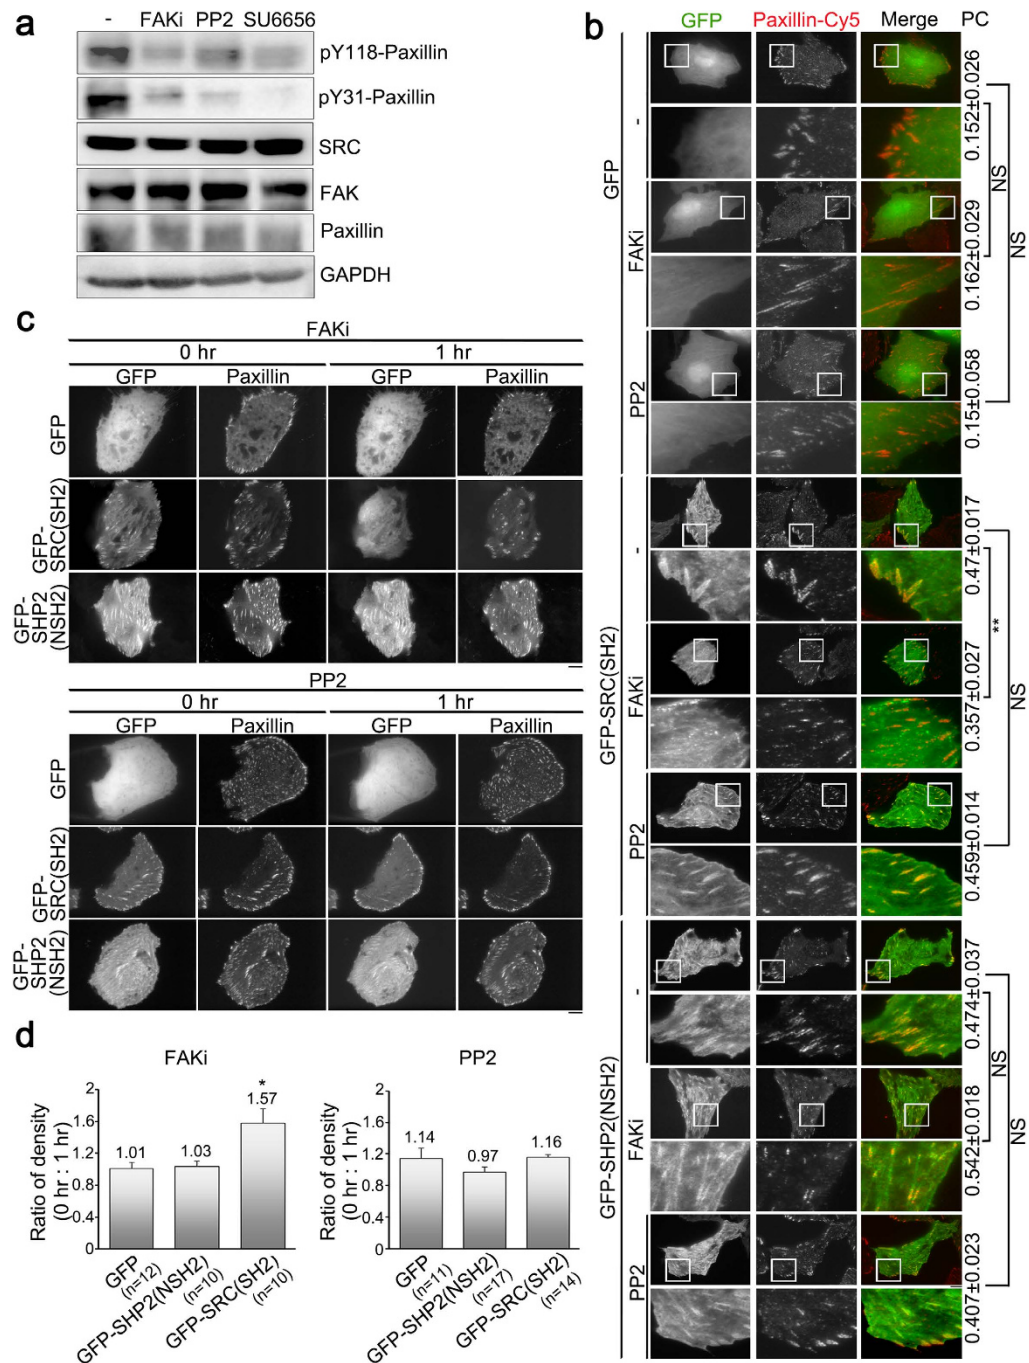 a
- FAKi PP2 SU6656
pY118-Paxillin
pY31-Paxillin
SRC
FAK
Paxillin
GAPDH
b
GFP Paxillin-Cy5 Merge PC
GFP
-
0.152±0.026
FAKi
0.162±0.029
PP2
0.15±0.058
NS
NS
GFP-SRC(SH2)
-
0.47±0.017
FAKi
0.357±0.027
PP2
0.459±0.014
**
NS
GFP-SHP2(NSH2)
-
0.474±0.037
FAKi
0.542±0.018
PP2
0.407±0.023
NS
NS
c
FAKi
0 hr 1 hr
GFP Paxillin GFP Paxillin
GFP
GFP-
SRC(SH2)
GFP-
SHP2
(NSH2)
PP2
0 hr 1 hr
GFP Paxillin GFP Paxillin
GFP
GFP-
SRC(SH2)
GFP-
SHP2
(NSH2)
d
FAKi
Ratio of density
(0 hr : 1 hr)
2
1.6
1.2
0.8
0.4
0
1.01
1.03
*
1.57
GFP
(n=12)
GFP-SHP2(NSH2)
(n=10)
GFP-SRC(SH2)
(n=10)
PP2
Ratio of density
(0 hr : 1 hr)
2
1.6
1.2
0.8
0.4
0
1.14
0.97
1.16
GFP
(n=11)
GFP-SHP2(NSH2)
(n=17)
GFP-SRC(SH2)
(n=14)